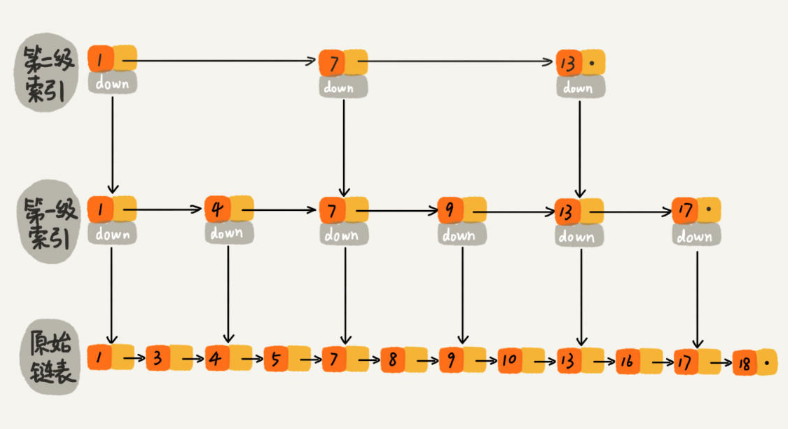 第二级
索引
1 7 13
down down down
第一级
索引
1 4 7 9 13 17
down down down down down down
原始
链表
1 3 4 5 7 8 9 10 13 16 17 18